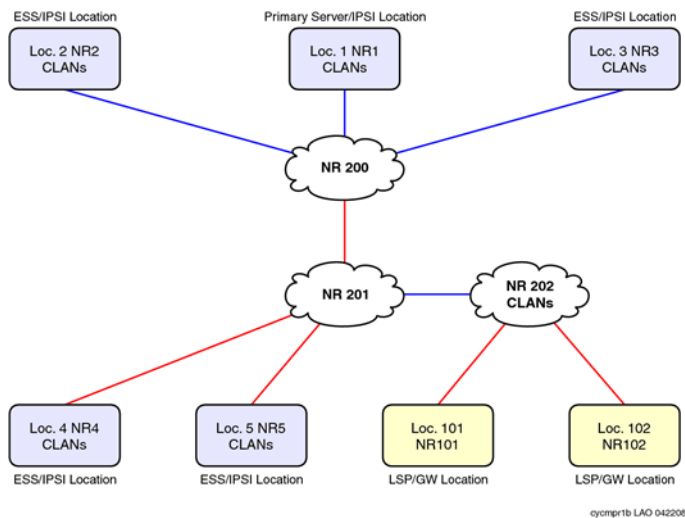 ESS/IPSI Location
Primary Server/IPSI Location
ESS/IPSI Location
Loc. 2 NR2
CLANs
Loc. 1 NR1
CLANs
Loc. 3 NR3
CLANs
NR 200
NR 201
NR 202
CLANs
Loc. 4 NR4
CLANs
Loc. 5 NR5
CLANs
Loc. 101
NR101
Loc. 102
NR102
ESS/IPSI Location
ESS/IPSI Location
LSP/GW Location
LSP/GW Location
cycmpr1b LAO 042208